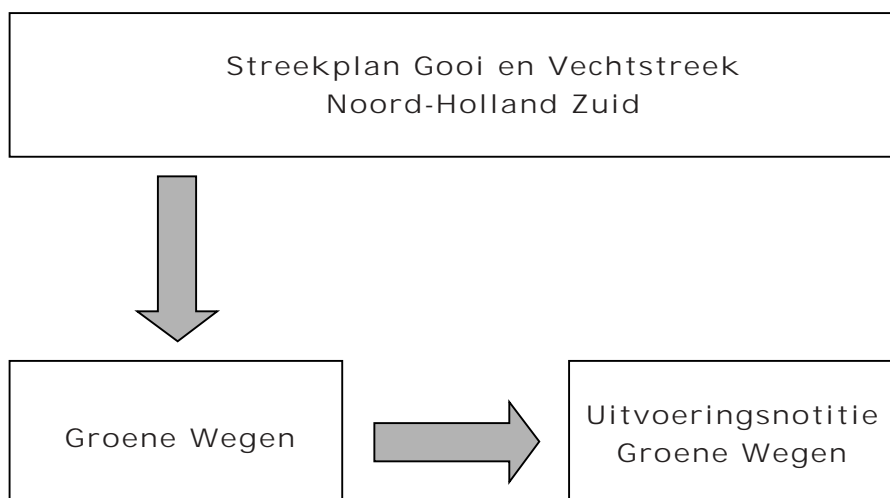 Streekplan Gooi en Vechtstreek
Noord-Holland Zuid
Groene Wegen
Uitvoeringsnotitie
Groene Wegen